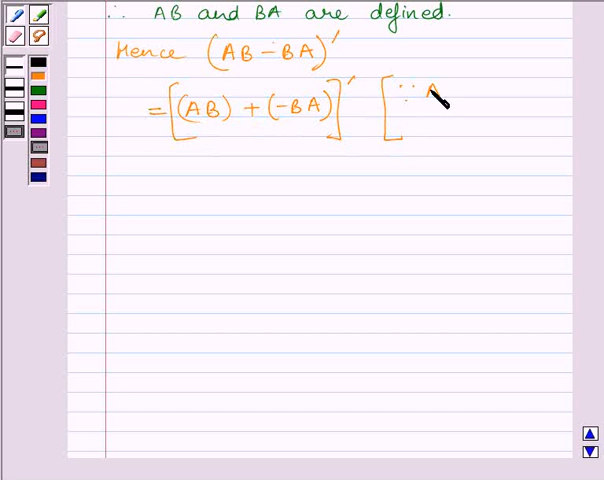 ∴ AB and BA are defined.
Hence (AB - BA)′
= [(AB) + (-BA)]′ [∵ A